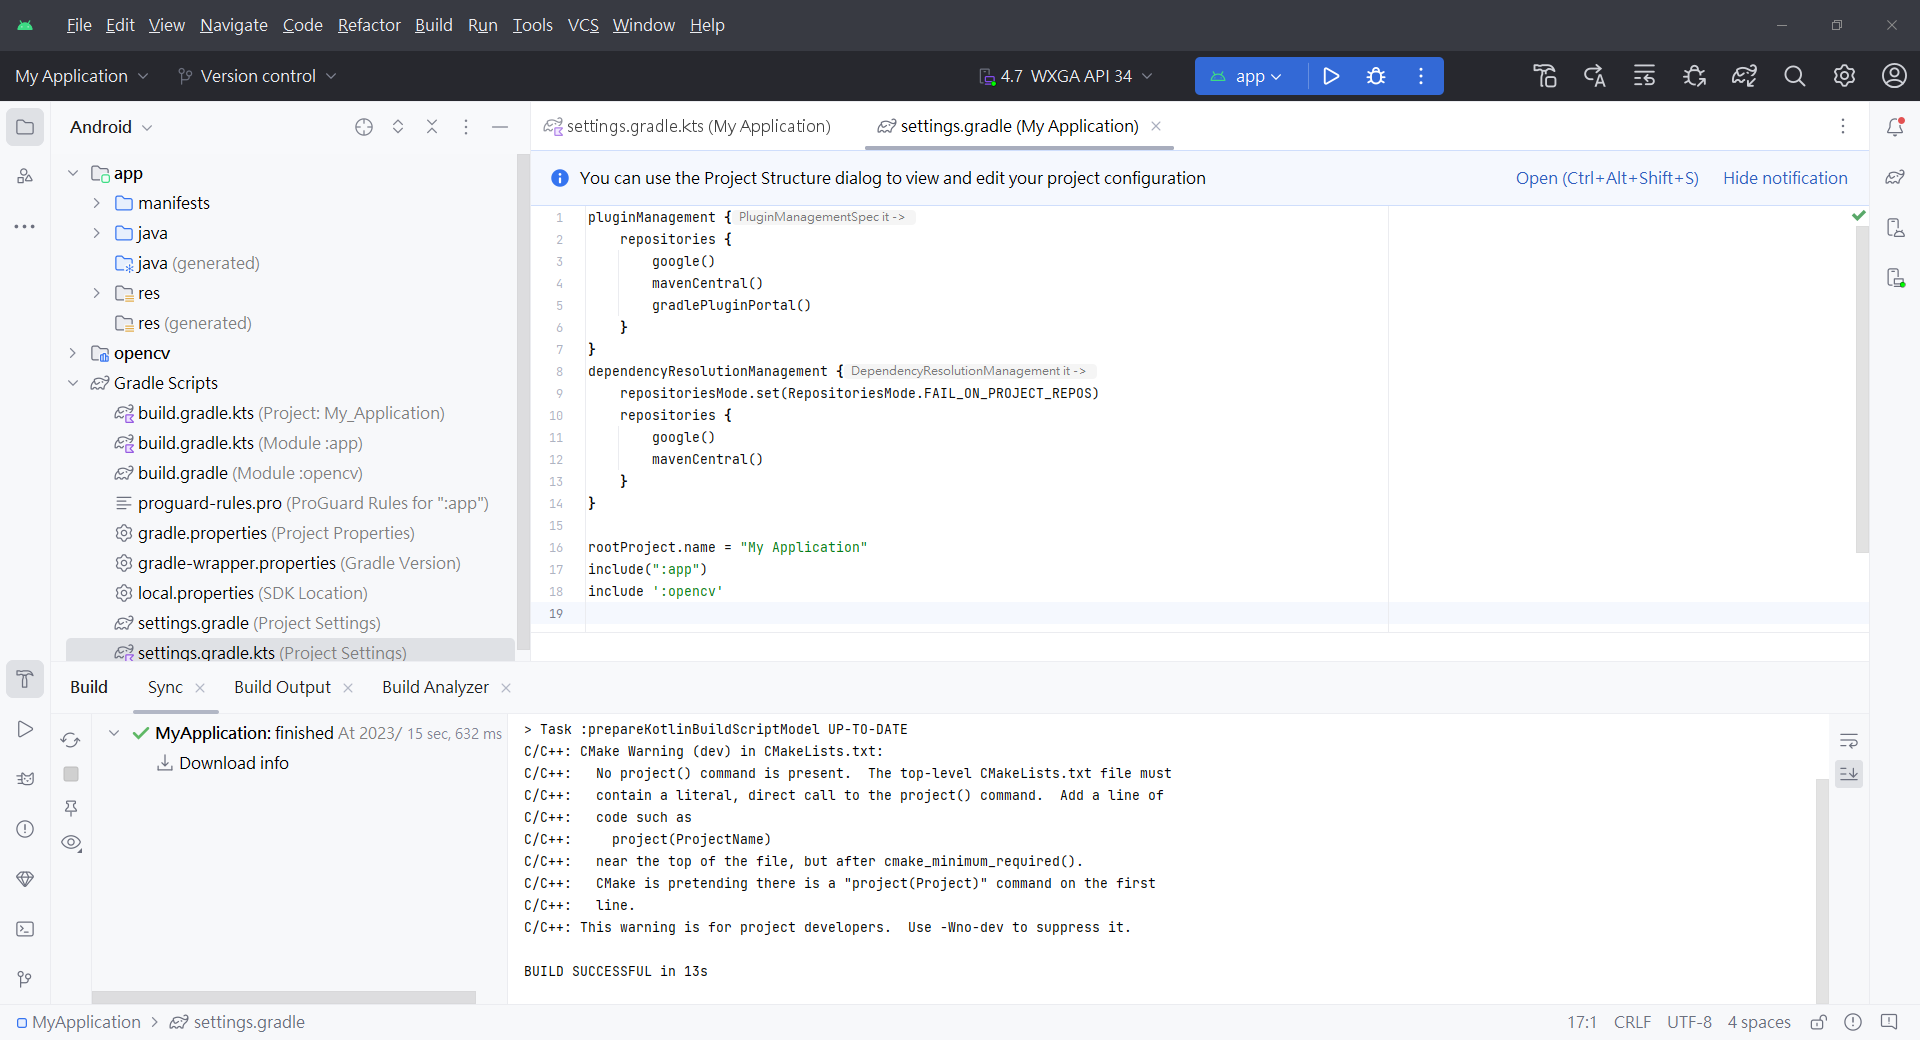 File Edit View Navigate Code Refactor Build Run Tools VCS Window Help
My Application Version control 4.7 WXGA API 34 app
Android
app
manifests
java
java (generated)
res
res (generated)
opencv
Gradle Scripts
build.gradle.kts (Project: My_Application)
build.gradle.kts (Module :app)
build.gradle (Module :opencv)
proguard-rules.pro (ProGuard Rules for ":app")
gradle.properties (Project Properties)
gradle-wrapper.properties (Gradle Version)
local.properties (SDK Location)
settings.gradle (Project Settings)
settings.gradle.kts (Project Settings)
settings.gradle.kts (My Application) settings.gradle (My Application)
You can use the Project Structure dialog to view and edit your project configuration Open (Ctrl+Alt+Shift+S) Hide notification
1 pluginManagement { PluginManagementSpec it ->
2 repositories {
3 google()
4 mavenCentral()
5 gradlePluginPortal()
6 }
7 }
8 dependencyResolutionManagement { DependencyResolutionManagement it ->
9 repositoriesMode.set(RepositoriesMode.FAIL_ON_PROJECT_REPOS)
10 repositories {
11 google()
12 mavenCentral()
13 }
14 }
15
16 rootProject.name = "My Application"
17 include(":app")
18 include ':opencv'
19
Build Sync Build Output Build Analyzer
MyApplication: finished At 2023/ 15 sec, 632 ms
Download info
> Task :prepareKotlinBuildScriptModel UP-TO-DATE
C/C++: CMake Warning (dev) in CMakeLists.txt:
C/C++: No project() command is present. The top-level CMakeLists.txt file must
C/C++: contain a literal, direct call to the project() command. Add a line of
C/C++: code such as
C/C++: project(ProjectName)
C/C++: near the top of the file, but after cmake_minimum_required().
C/C++: CMake is pretending there is a "project(Project)" command on the first
C/C++: line.
C/C++: This warning is for project developers. Use -Wno-dev to suppress it.
BUILD SUCCESSFUL in 13s
MyApplication > settings.gradle 17:1 CRLF UTF-8 4 spaces